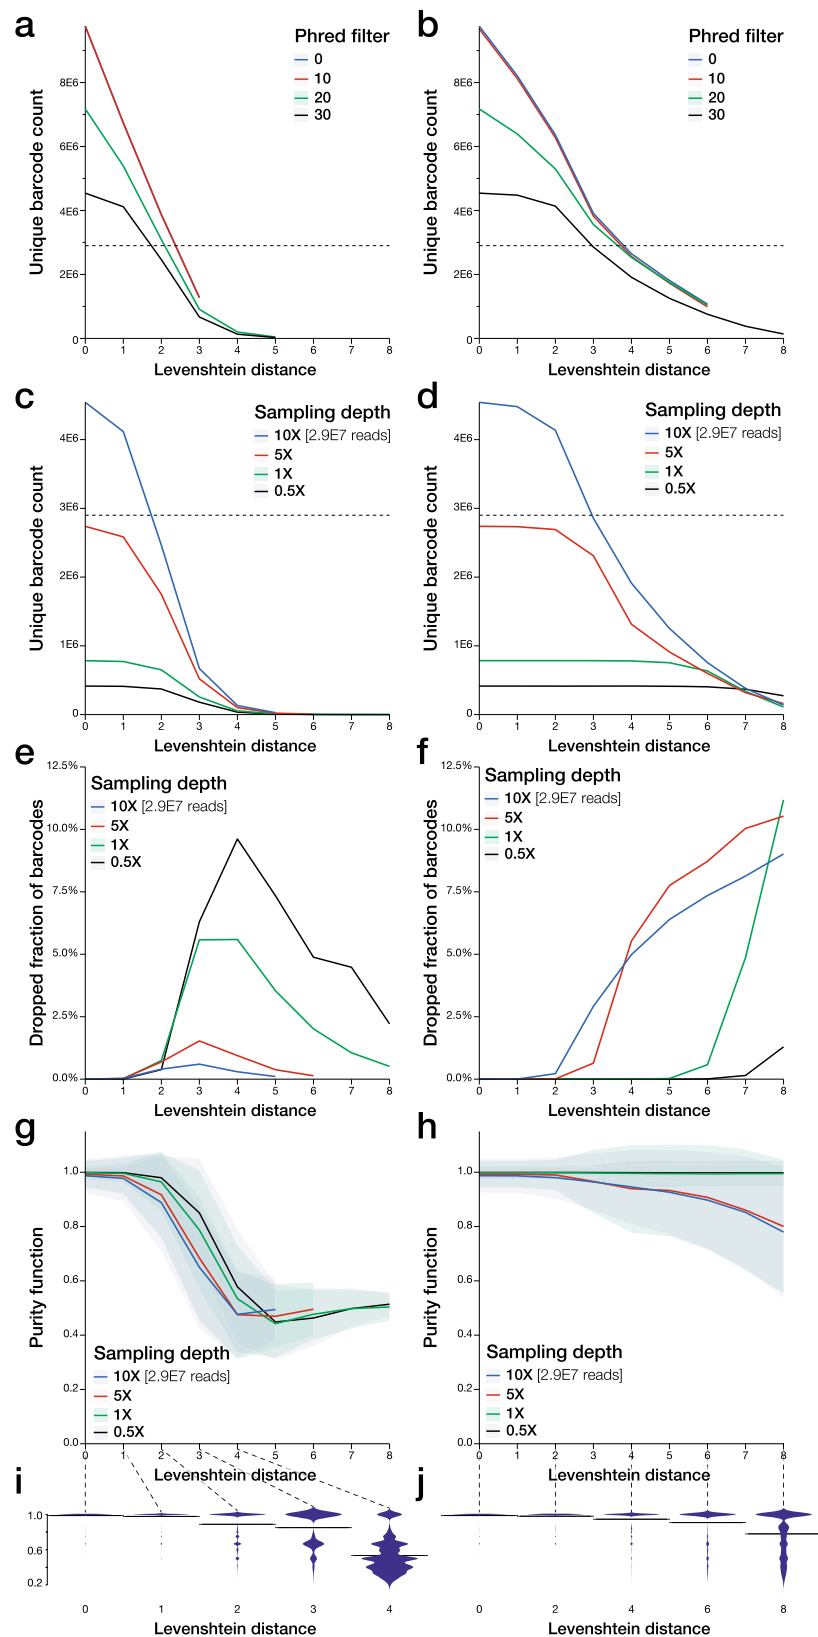 a
Phred filter
0
10
20
30
8E6
6E6
4E6
2E6
0
Unique barcode count
0 1 2 3 4 5 6 7 8
Levenshtein distance
b
Phred filter
0
10
20
30
8E6
6E6
4E6
2E6
0
Unique barcode count
0 1 2 3 4 5 6 7 8
Levenshtein distance
c
Sampling depth
10X [2.9E7 reads]
5X
1X
0.5X
4E6
3E6
2E6
1E6
0
Unique barcode count
0 1 2 3 4 5 6 7 8
Levenshtein distance
d
Sampling depth
10X [2.9E7 reads]
5X
1X
0.5X
4E6
3E6
2E6
1E6
0
Unique barcode count
0 1 2 3 4 5 6 7 8
Levenshtein distance
e
Sampling depth
10X [2.9E7 reads]
5X
1X
0.5X
12.5%
10.0%
7.5%
5.0%
2.5%
0.0%
Dropped fraction of barcodes
0 1 2 3 4 5 6 7 8
Levenshtein distance
f
Sampling depth
10X [2.9E7 reads]
5X
1X
0.5X
12.5%
10.0%
7.5%
5.0%
2.5%
0.0%
Dropped fraction of barcodes
0 1 2 3 4 5 6 7 8
Levenshtein distance
g
1.0
0.8
0.6
0.4
0.2
0.0
Purity function
Sampling depth
10X [2.9E7 reads]
5X
1X
0.5X
0 1 2 3 4 5 6 7 8
Levenshtein distance
h
1.0
0.8
0.6
0.4
0.2
0.0
Purity function
Sampling depth
10X [2.9E7 reads]
5X
1X
0.5X
0 1 2 3 4 5 6 7 8
Levenshtein distance
i
1.0
0.6
0.2
0 1 2 3 4
Levenshtein distance
j
0 2 4 6 8
Levenshtein distance